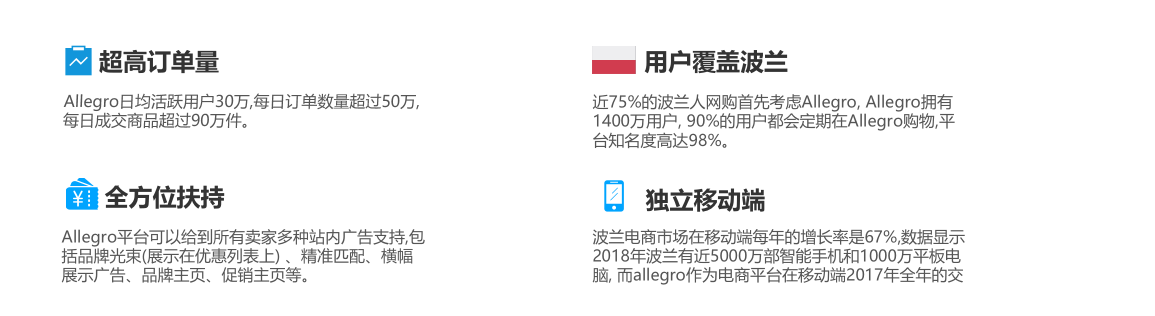 超高订单量
Allegro日均活跃用户30万,每日订单数量超过50万,
每日成交商品超过90万件。
用户覆盖波兰
近75%的波兰人网购首先考虑Allegro, Allegro拥有
1400万用户, 90%的用户都会定期在Allegro购物,平
台知名度高达98%。
全方位扶持
Allegro平台可以给到所有卖家多种站内广告支持,包
括品牌光束(展示在优惠列表上) 、精准匹配、横幅
展示广告、品牌主页、促销主页等。
独立移动端
波兰电商市场在移动端每年的增长率是67%,数据显示
2018年波兰有近5000万部智能手机和1000万平板电
脑, 而allegro作为电商平台在移动端2017年全年的交